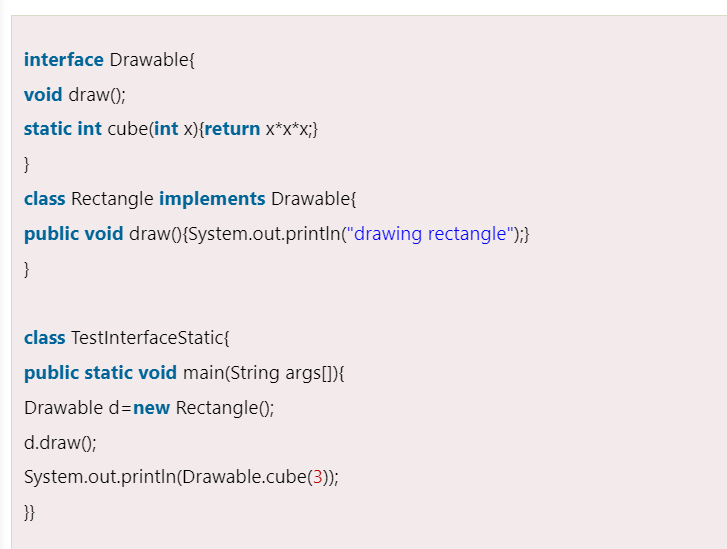 interface Drawable{
void draw();
static int cube(int x){return x*x*x;}
}
class Rectangle implements Drawable{
public void draw(){System.out.println("drawing rectangle");}
}
class TestInterfaceStatic{
public static void main(String args[]){
Drawable d=new Rectangle();
d.draw();
System.out.println(Drawable.cube(3));
}}